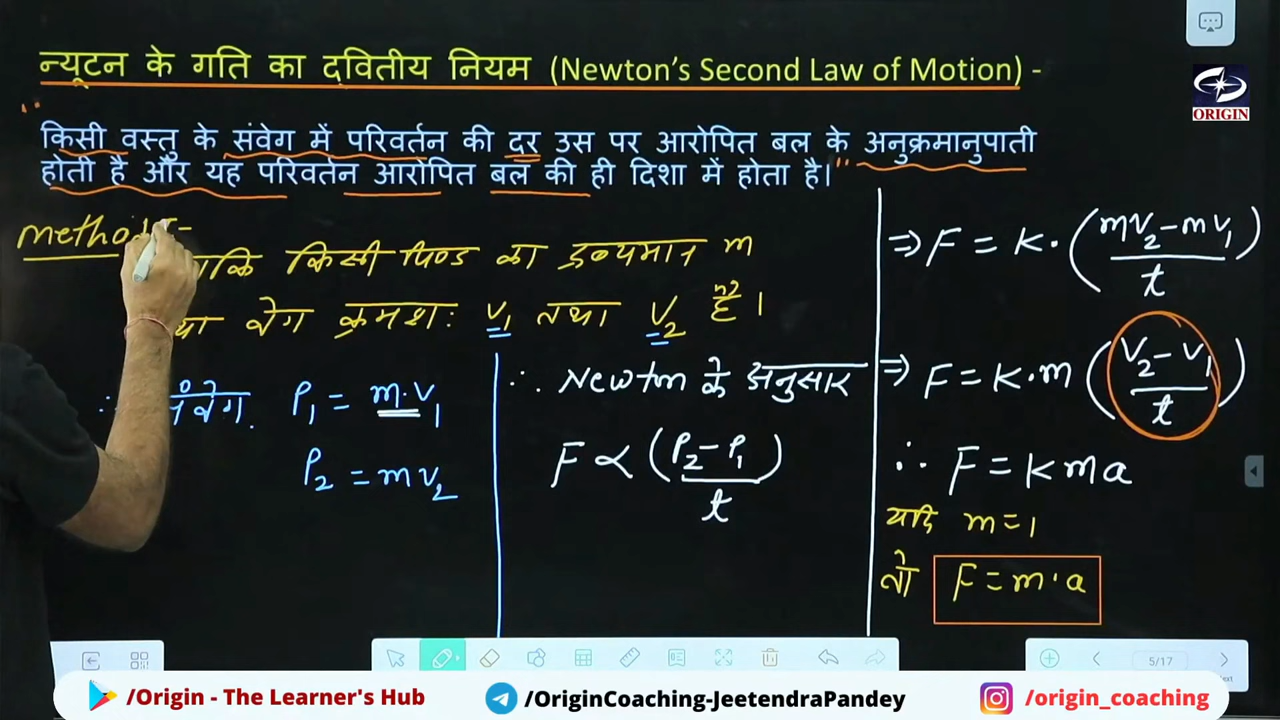 न्यूटन के गति का दवितीय नियम (Newton's Second Law of Motion) -
ORIGIN
"किसी वस्तु के संवेग में परिवर्तन की दर उस पर आरोपित बल के अनुक्रमानुपाती
होती है और यह परिवर्तन आरोपित बल की ही दिशा में होता है।"
किसी पिण्ड का द्रव्यमान m
वेग क्रमशः V₁ तथा V₂ है।
P₁ = m·V₁
P₂ = mV₂
∴ Newton के अनुसार
F ∝ (P₂-P₁)/t
⇒ F = K·(mV₂-mV₁)/t
⇒ F = K·m (V₂-V₁)/t
∴ F = Kma
यदि m=1
तो F = m·a
5/17
/Origin - The Learner's Hub
/OriginCoaching-JeetendraPandey
/origin_coaching